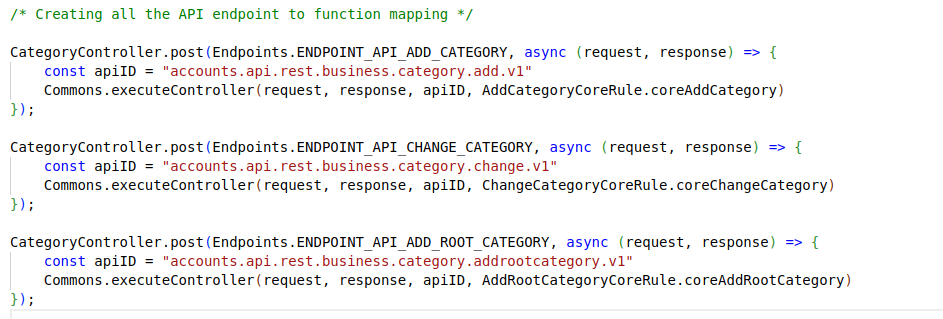 /* Creating all the API endpoint to function mapping */
CategoryController.post(Endpoints.ENDPOINT_API_ADD_CATEGORY, async (request, response) => {
const apiID = "accounts.api.rest.business.category.add.v1"
Commons.executeController(request, response, apiID, AddCategoryCoreRule.coreAddCategory)
});
CategoryController.post(Endpoints.ENDPOINT_API_CHANGE_CATEGORY, async (request, response) => {
const apiID = "accounts.api.rest.business.category.change.v1"
Commons.executeController(request, response, apiID, ChangeCategoryCoreRule.coreChangeCategory)
});
CategoryController.post(Endpoints.ENDPOINT_API_ADD_ROOT_CATEGORY, async (request, response) => {
const apiID = "accounts.api.rest.business.category.addrootcategory.v1"
Commons.executeController(request, response, apiID, AddRootCategoryCoreRule.coreAddRootCategory)
});